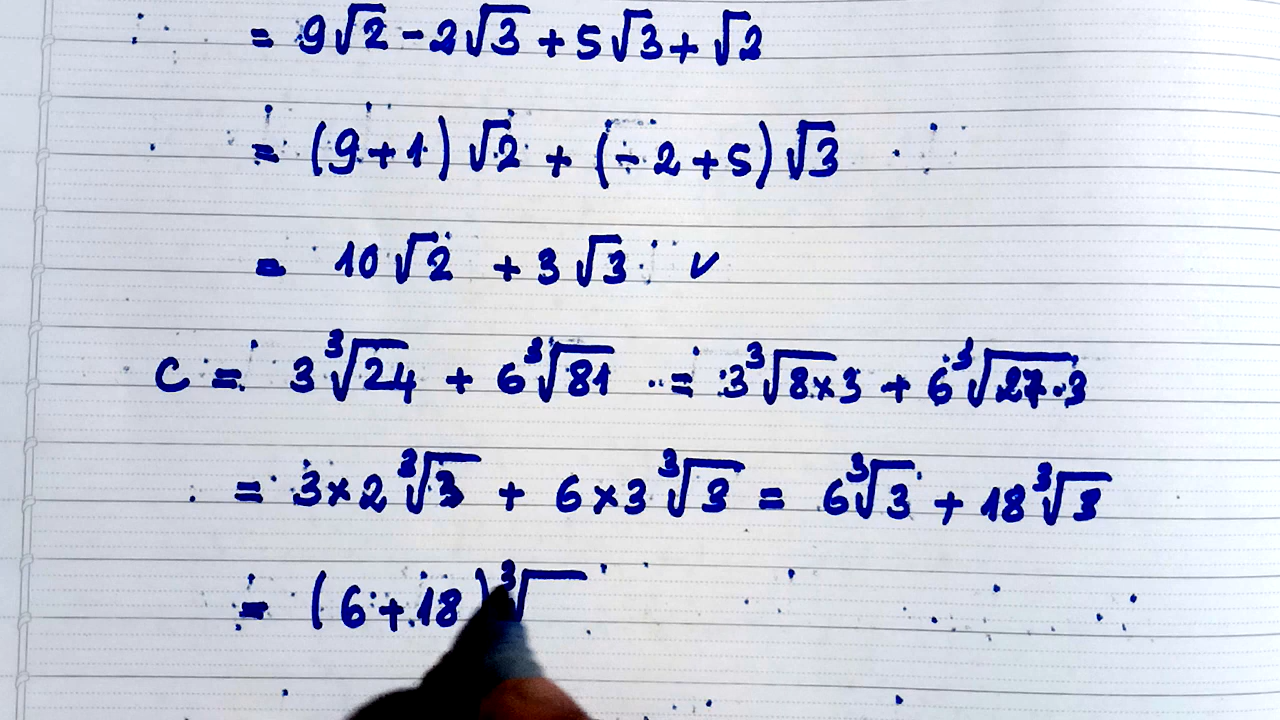 = 9√2 - 2√3 + 5√3 + √2
= (9 + 1) √2 + (- 2 + 5) √3
= 10 √2 + 3 √3 ✓
C = 3 ∛24 + 6 ∛81 = 3 ∛8×3 + 6 ∛27·3
= 3×2 ∛3 + 6×3 ∛3 = 6 ∛3 + 18 ∛3
= (6 + 18) ∛